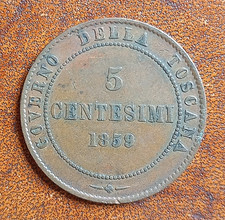 GOVERNO DELLA TOSCANA
5
CENTESIMI
1859